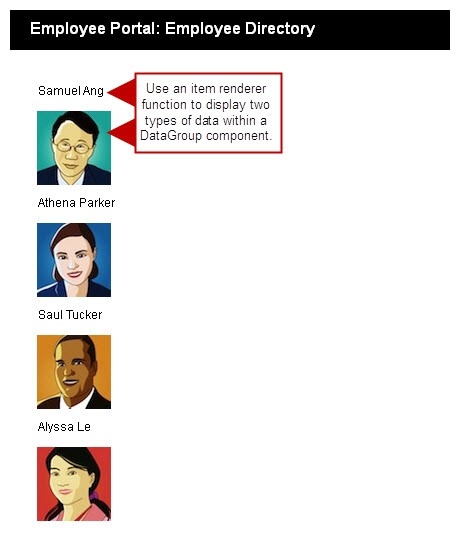 Employee Portal: Employee Directory
Samuel Ang
Use an item renderer
function to display two
types of data within a
DataGroup component.
Athena Parker
Saul Tucker
Alyssa Le